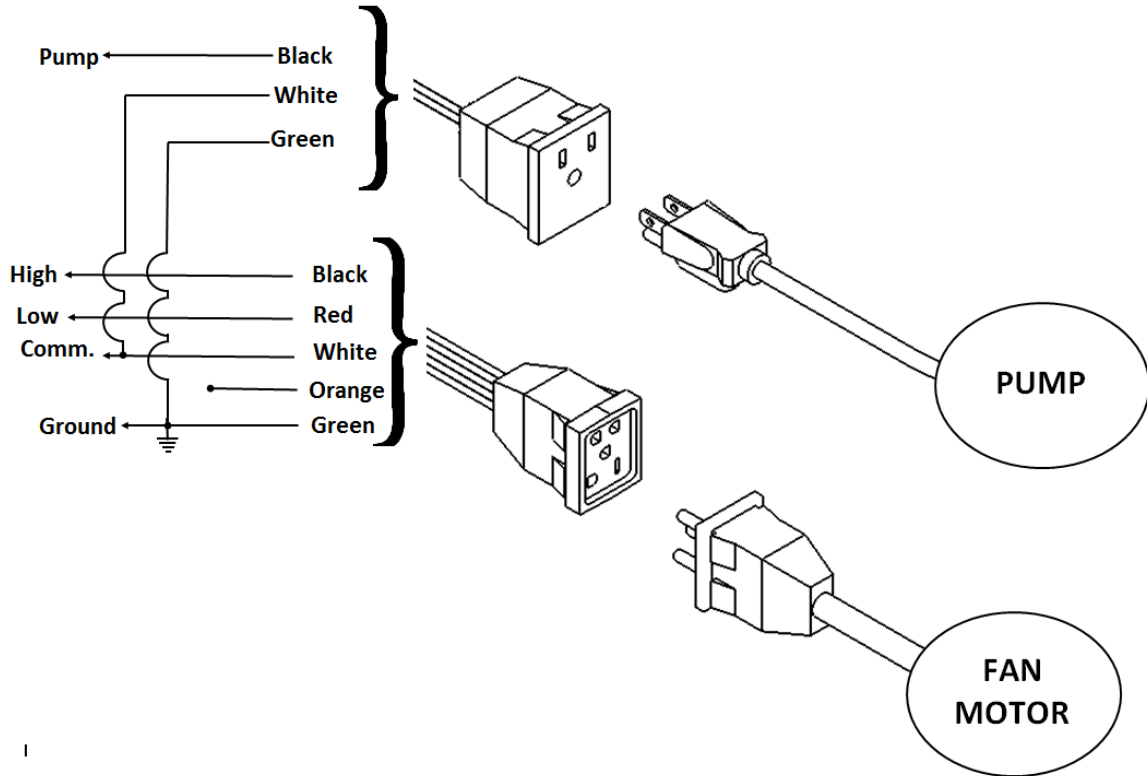 Pump Black
White
Green
High Black
Low Red
Comm. White
Orange
Ground Green
PUMP
FAN
MOTOR